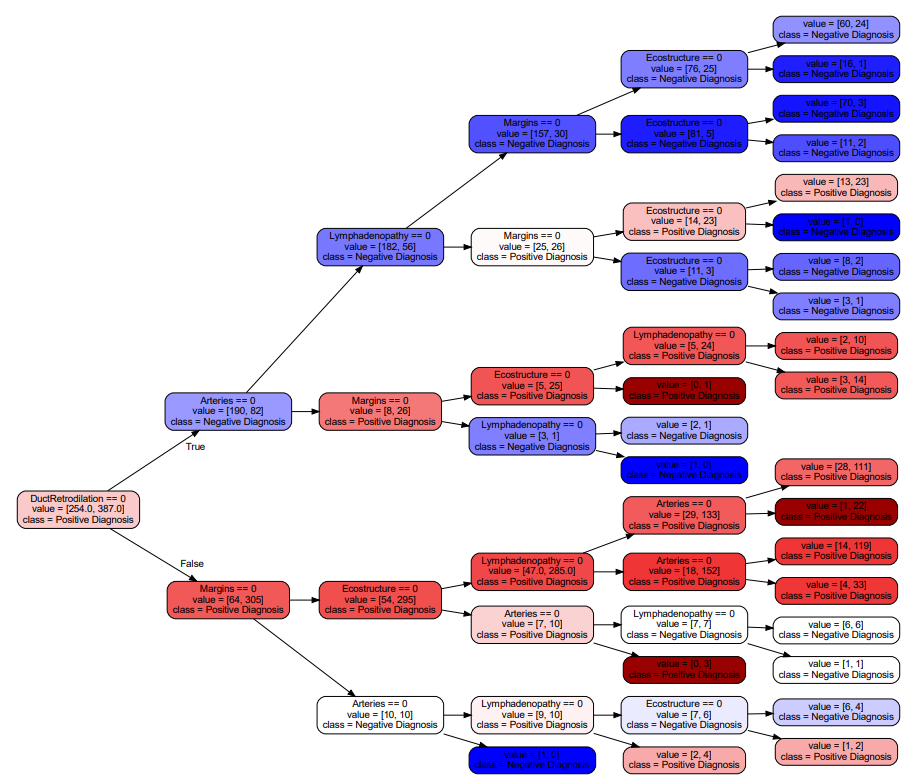 value = [60, 24]
class = Negative Diagnosis
Ecostructure == 0
value = [76, 25]
class = Negative Diagnosis
value = [16, 1]
class = Negative Diagnosis
value = [70, 3]
class = Negative Diagnosis
Margins == 0
value = [157, 30]
class = Negative Diagnosis
Ecostructure == 0
value = [81, 5]
class = Negative Diagnosis
value = [11, 2]
class = Negative Diagnosis
value = [13, 23]
class = Positive Diagnosis
Ecostructure == 0
value = [14, 23]
class = Positive Diagnosis
value = [1, 0]
class = Negative Diagnosis
Lymphadenopathy == 0
value = [182, 56]
class = Negative Diagnosis
Margins == 0
value = [25, 26]
class = Positive Diagnosis
Ecostructure == 0
value = [11, 3]
class = Negative Diagnosis
value = [8, 2]
class = Negative Diagnosis
value = [3, 1]
class = Negative Diagnosis
Lymphadenopathy == 0
value = [5, 24]
class = Positive Diagnosis
value = [2, 10]
class = Positive Diagnosis
Ecostructure == 0
value = [5, 25]
class = Positive Diagnosis
value = [3, 14]
class = Positive Diagnosis
value = [0, 1]
class = Positive Diagnosis
Arteries == 0
value = [190, 82]
class = Negative Diagnosis
Margins == 0
value = [8, 26]
class = Positive Diagnosis
Lymphadenopathy == 0
value = [3, 1]
class = Negative Diagnosis
value = [2, 1]
class = Negative Diagnosis
True
value = [1, 0]
class = Negative Diagnosis
value = [28, 111]
class = Positive Diagnosis
DuctRetrodilation == 0
value = [254.0, 387.0]
class = Positive Diagnosis
Arteries == 0
value = [29, 133]
class = Positive Diagnosis
value = [1, 22]
class = Positive Diagnosis
value = [14, 119]
class = Positive Diagnosis
False
Lymphadenopathy == 0
value = [47.0, 285.0]
class = Positive Diagnosis
Arteries == 0
value = [18, 152]
class = Positive Diagnosis
value = [4, 33]
class = Positive Diagnosis
Margins == 0
value = [64, 305]
class = Positive Diagnosis
Ecostructure == 0
value = [54, 295]
class = Positive Diagnosis
Arteries == 0
value = [7, 10]
class = Positive Diagnosis
Lymphadenopathy == 0
value = [7, 7]
class = Negative Diagnosis
value = [6, 6]
class = Negative Diagnosis
value = [0, 3]
class = Positive Diagnosis
value = [1, 1]
class = Negative Diagnosis
Arteries == 0
value = [10, 10]
class = Negative Diagnosis
Lymphadenopathy == 0
value = [9, 10]
class = Positive Diagnosis
Ecostructure == 0
value = [7, 6]
class = Negative Diagnosis
value = [6, 4]
class = Negative Diagnosis
value = [1, 0]
class = Negative Diagnosis
value = [2, 4]
class = Positive Diagnosis
value = [1, 2]
class = Positive Diagnosis